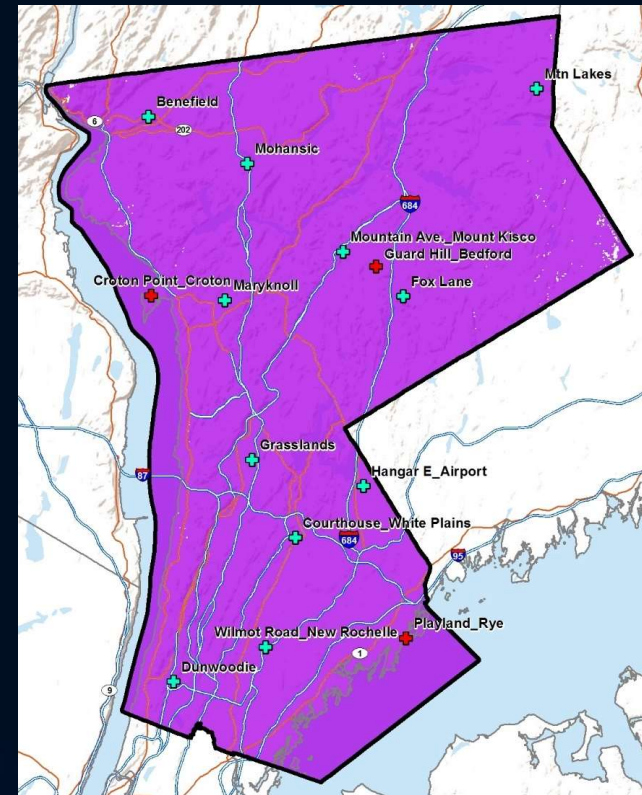 Mtn Lakes
Benefield
6
202
Mohansic
684
Mountain Ave._Mount Kisco
Guard Hill_Bedford
Croton Point_Croton
Maryknoll
Fox Lane
Grasslands
Hangar E_Airport
87
Courthouse_White Plains
684
95
Playland_Rye
Wilmot Road_New Rochelle
1
Dunwoodie
9